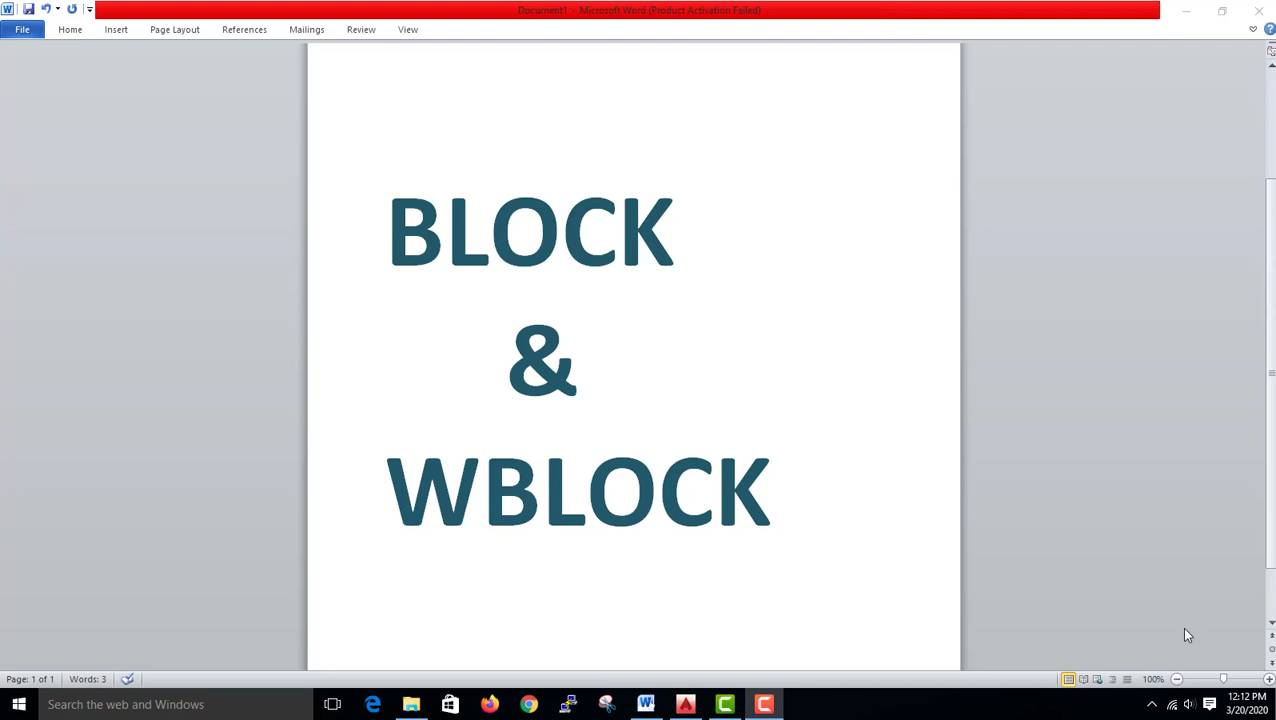 Document1 - Microsoft Word (Product Activation Failed)
File Home Insert Page Layout References Mailings Review View
BLOCK
&
WBLOCK
Page: 1 of 1 Words: 3 100%
Search the web and Windows
12:12 PM
3/20/2020